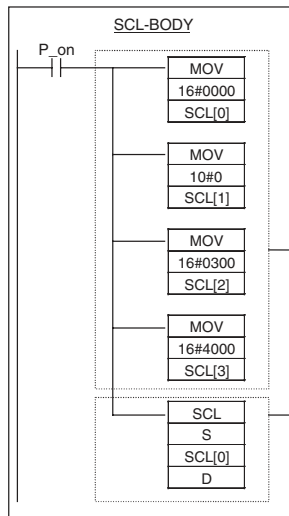 SCL-BODY
P_on
MOV
16#0000
SCL[0]
MOV
10#0
SCL[1]
MOV
16#0300
SCL[2]
MOV
16#4000
SCL[3]
SCL
S
SCL[0]
D